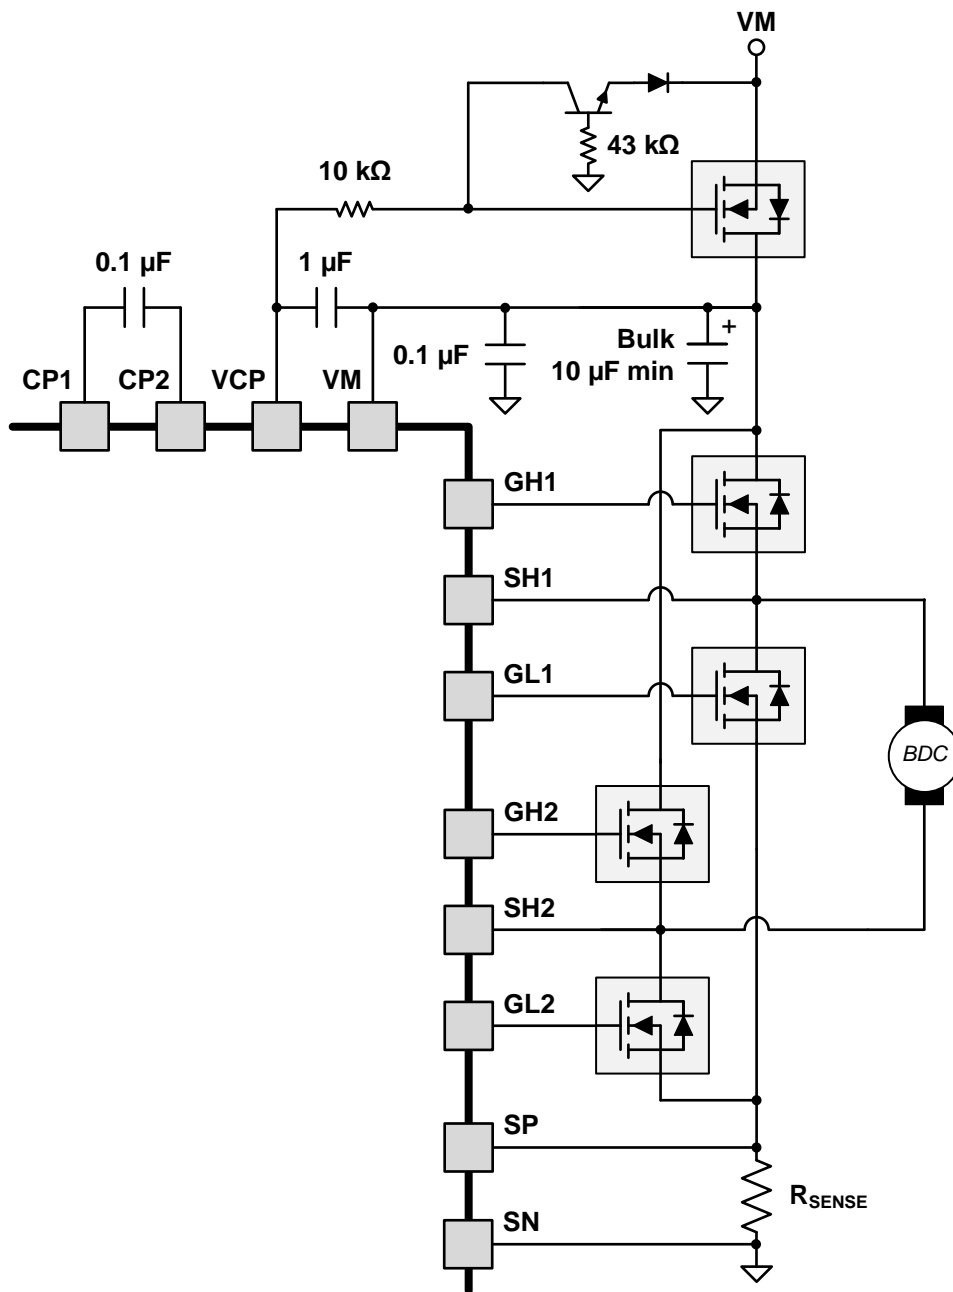 VM
43 kΩ
10 kΩ
0.1 µF
1 µF
0.1 µF
Bulk
10 µF min
+
CP1
CP2
VCP
VM
GH1
SH1
GL1
BDC
GH2
SH2
GL2
SP
RSENSE
SN